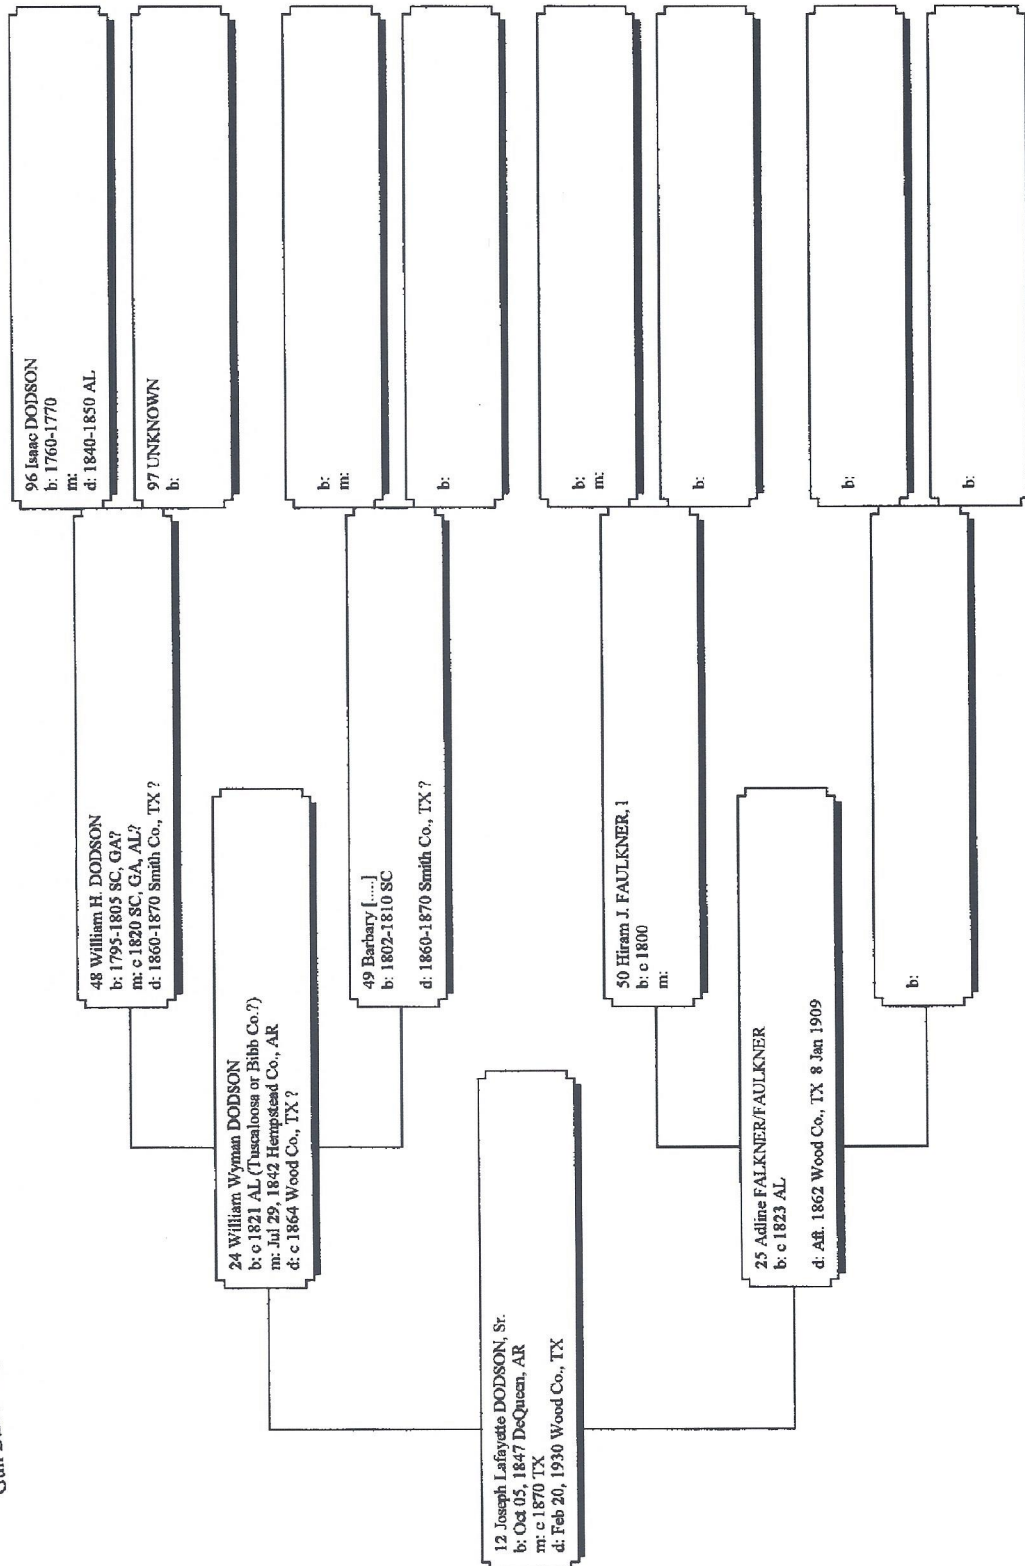 96 Isaac DODSON
b: 1760-1770
m:
d: 1840-1850 AL
48 William H. DODSON
b: 1795-1805 SC, GA?
m: c 1820 SC, GA, AL?
d: 1860-1870 Smith Co., TX ?
97 UNKNOWN
b:
24 William Wyman DODSON
b: c 1821 AL (Tuscaloosa or Bibb Co.?)
m: Jul 29, 1842 Hempstead Co., AR
d: c 1864 Wood Co., TX ?
b:
m:
49 Barbary [.....]
b: 1802-1810 SC
d: 1860-1870 Smith Co., TX ?
b:
12 Joseph Lafayette DODSON, Sr.
b: Oct 05, 1847 DeQueen, AR
m: c 1870 TX
d: Feb 20, 1930 Wood Co., TX
b:
m:
50 Hiram J. FAULKNER, 1
b: c 1800
m:
b:
25 Adline FALKNER/FAULKNER
b: c 1823 AL
d: Aft. 1862 Wood Co., TX 8 Jan 1909
b:
b:
b: